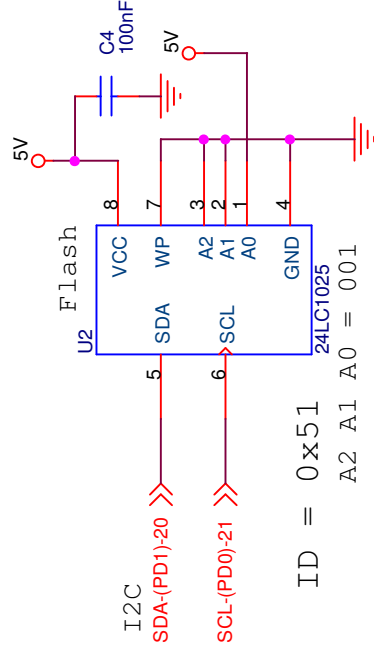 5V
C4
100nF
5V
Flash
U2
8
VCC
7
WP
3
A2
2
A1
1
A0
4
GND
5
SDA
6
SCL
24LC1025
I2C
SDA-(PD1)-20
SCL-(PD0)-21
ID = 0x51
A2 A1 A0 = 001